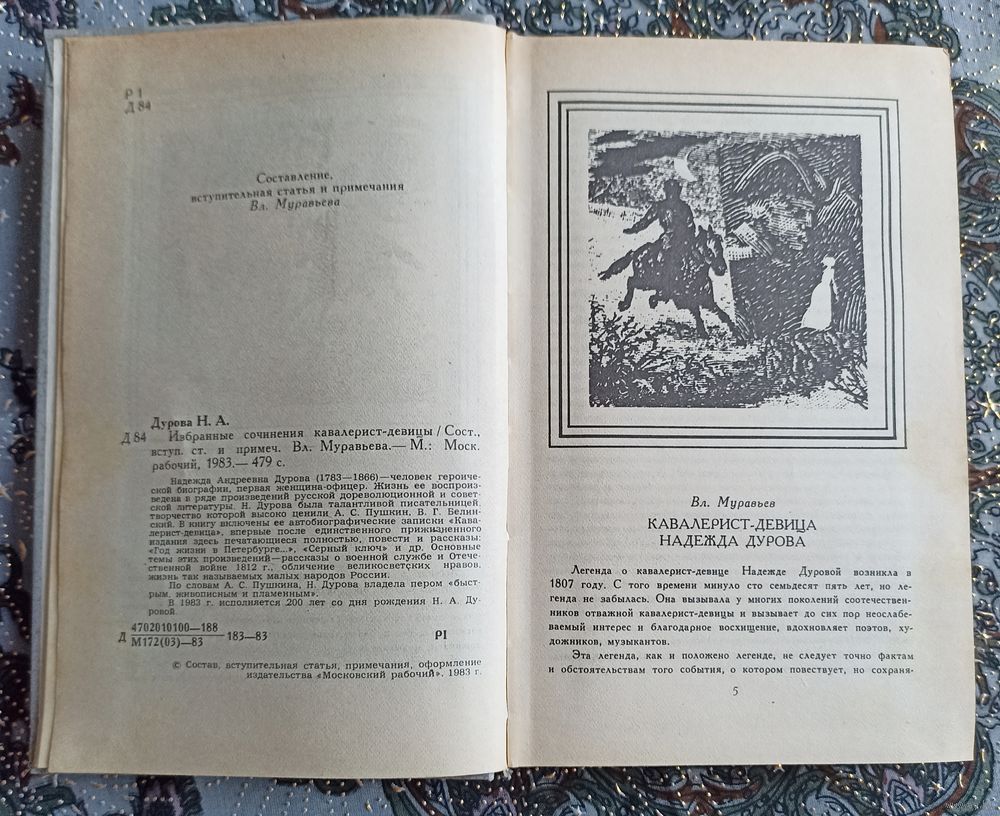 Р 1
Д 84
Составление,
вступительная статья и примечания
Вл. Муравьева
Дурова Н. А.
Д 84 Избранные сочинения кавалерист-девицы / Сост.,
вступ. ст. и примеч. Вл. Муравьева.— М.: Моск.
рабочий, 1983.— 479 с.
Надежда Андреевна Дурова (1783—1866)—человек героиче-
ской биографии, первая женщина-офицер. Жизнь ее воспроиз-
ведена в ряде произведений русской дореволюционной и совет-
ской литературы. Н. Дурова была талантливой писательницей,
творчество которой высоко ценили А. С. Пушкин, В. Г. Белин-
ский. В книгу включены ее автобиографические записки «Кава-
лерист-девица», впервые после единственного прижизненного
издания здесь печатающиеся полностью, повести и рассказы:
«Год жизни в Петербурге...», «Серный ключ» и др. Основные
темы этих произведений—рассказы о военной службе и Отече-
ственной войне 1812 г., обличение великосветских нравов,
жизнь так называемых малых народов России.
По словам А. С. Пушкина, Н. Дурова владела пером «быст-
рым, живописным и пламенным».
В 1983 г. исполняется 200 лет со дня рождения Н. А. Ду-
ровой.
Д 4702010100—188
М172(03)—83 183—83 Р1
© Состав, вступительная статья, примечания, оформление
издательства «Московский рабочий». 1983 г.
Вл. Муравьев
КАВАЛЕРИСТ-ДЕВИЦА
НАДЕЖДА ДУРОВА
Легенда о кавалерист-девице Надежде Дуровой возникла в
1807 году. С того времени минуло сто семьдесят пять лет, но ле-
генда не забылась. Она вызывала у многих поколений соотечествен-
ников отважной кавалерист-девицы и вызывает до сих пор неослабе-
ваемый интерес и благодарное восхищение, вдохновляет поэтов, ху-
дожников, музыкантов.
Эта легенда, как и положено легенде, не следует точно фактам
и обстоятельствам того события, о котором повествует, но сохраня-
5